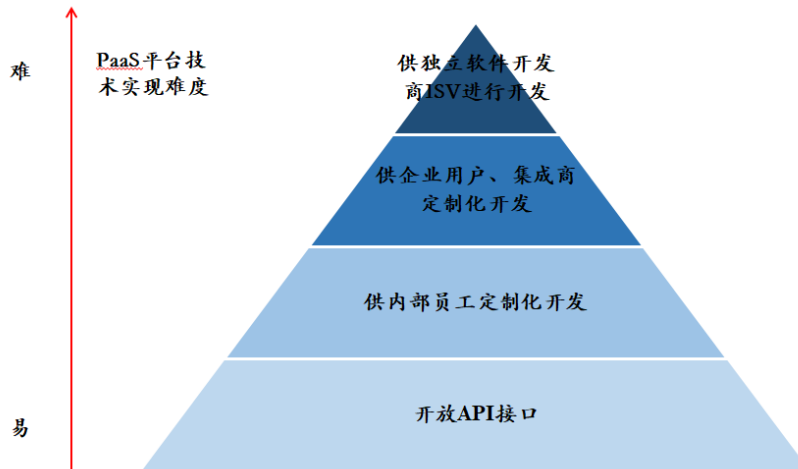 难
PaaS平台技
术实现难度
供独立软件开发
商ISV进行开发
供企业用户、集成商
定制化开发
供内部员工定制化开发
开放API接口
易